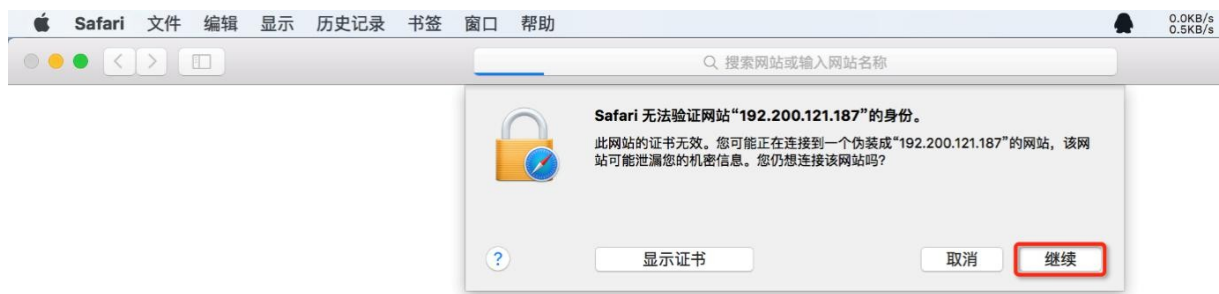 Safari 文件 编辑 显示 历史记录 书签 窗口 帮助
0.0KB/s
0.5KB/s
搜索网站或输入网站名称
Safari 无法验证网站“192.200.121.187”的身份。
此网站的证书无效。您可能正在连接到一个伪装成“192.200.121.187”的网站，该网
站可能泄漏您的机密信息。您仍想连接该网站吗？
? 显示证书 取消 继续